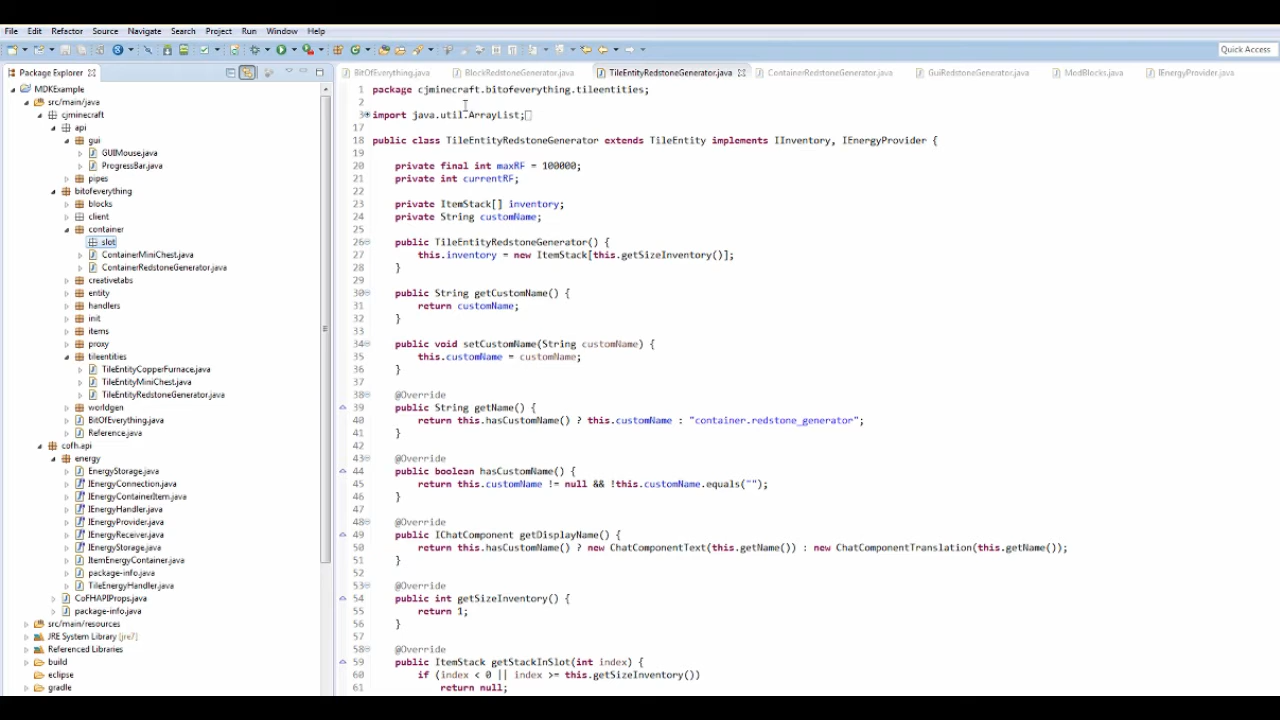 File Edit Refactor Source Navigate Search Project Run Window Help
Quick Access
Package Explorer
MDKExample
src/main/java
cjminecraft
api
gui
GUIMouse.java
ProgressBar.java
pipes
bitofeverything
blocks
client
container
slot
ContainerMiniChest.java
ContainerRedstoneGenerator.java
creativetabs
entity
handlers
init
items
proxy
tileentities
TileEntityCopperFurnace.java
TileEntityMiniChest.java
TileEntityRedstoneGenerator.java
worldgen
BitOfEverything.java
Reference.java
cofh.api
energy
EnergyStorage.java
IEnergyConnection.java
IEnergyContainerItem.java
IEnergyHandler.java
IEnergyProvider.java
IEnergyReceiver.java
IEnergyStorage.java
ItemEnergyContainer.java
package-info.java
TileEnergyHandler.java
CoFHAPIProps.java
package-info.java
src/main/resources
JRE System Library [jre7]
Referenced Libraries
build
eclipse
gradle
BitOfEverything.java BlockRedstoneGenerator.java TileEntityRedstoneGenerator.java ContainerRedstoneGenerator.java GuiRedstoneGenerator.java ModBlocks.java IEnergyProvider.java
1 package cjminecraft.bitofeverything.tileentities;
2
3 import java.util.ArrayList;
18 public class TileEntityRedstoneGenerator extends TileEntity implements IInventory, IEnergyProvider {
19
20 private final int maxRF = 100000;
21 private int currentRF;
22
23 private ItemStack[] inventory;
24 private String customName;
25
26 public TileEntityRedstoneGenerator() {
27 this.inventory = new ItemStack[this.getSizeInventory()];
28 }
29
30 public String getCustomName() {
31 return customName;
32 }
33
34 public void setCustomName(String customName) {
35 this.customName = customName;
36 }
37
38 @Override
39 public String getName() {
40 return this.hasCustomName() ? this.customName : "container.redstone_generator";
41 }
42
43 @Override
44 public boolean hasCustomName() {
45 return this.customName != null && !this.customName.equals("");
46 }
47
48 @Override
49 public IChatComponent getDisplayName() {
50 return this.hasCustomName() ? new ChatComponentText(this.getName()) : new ChatComponentTranslation(this.getName());
51 }
52
53 @Override
54 public int getSizeInventory() {
55 return 1;
56 }
57
58 @Override
59 public ItemStack getStackInSlot(int index) {
60 if (index < 0 || index >= this.getSizeInventory())
61 return null;